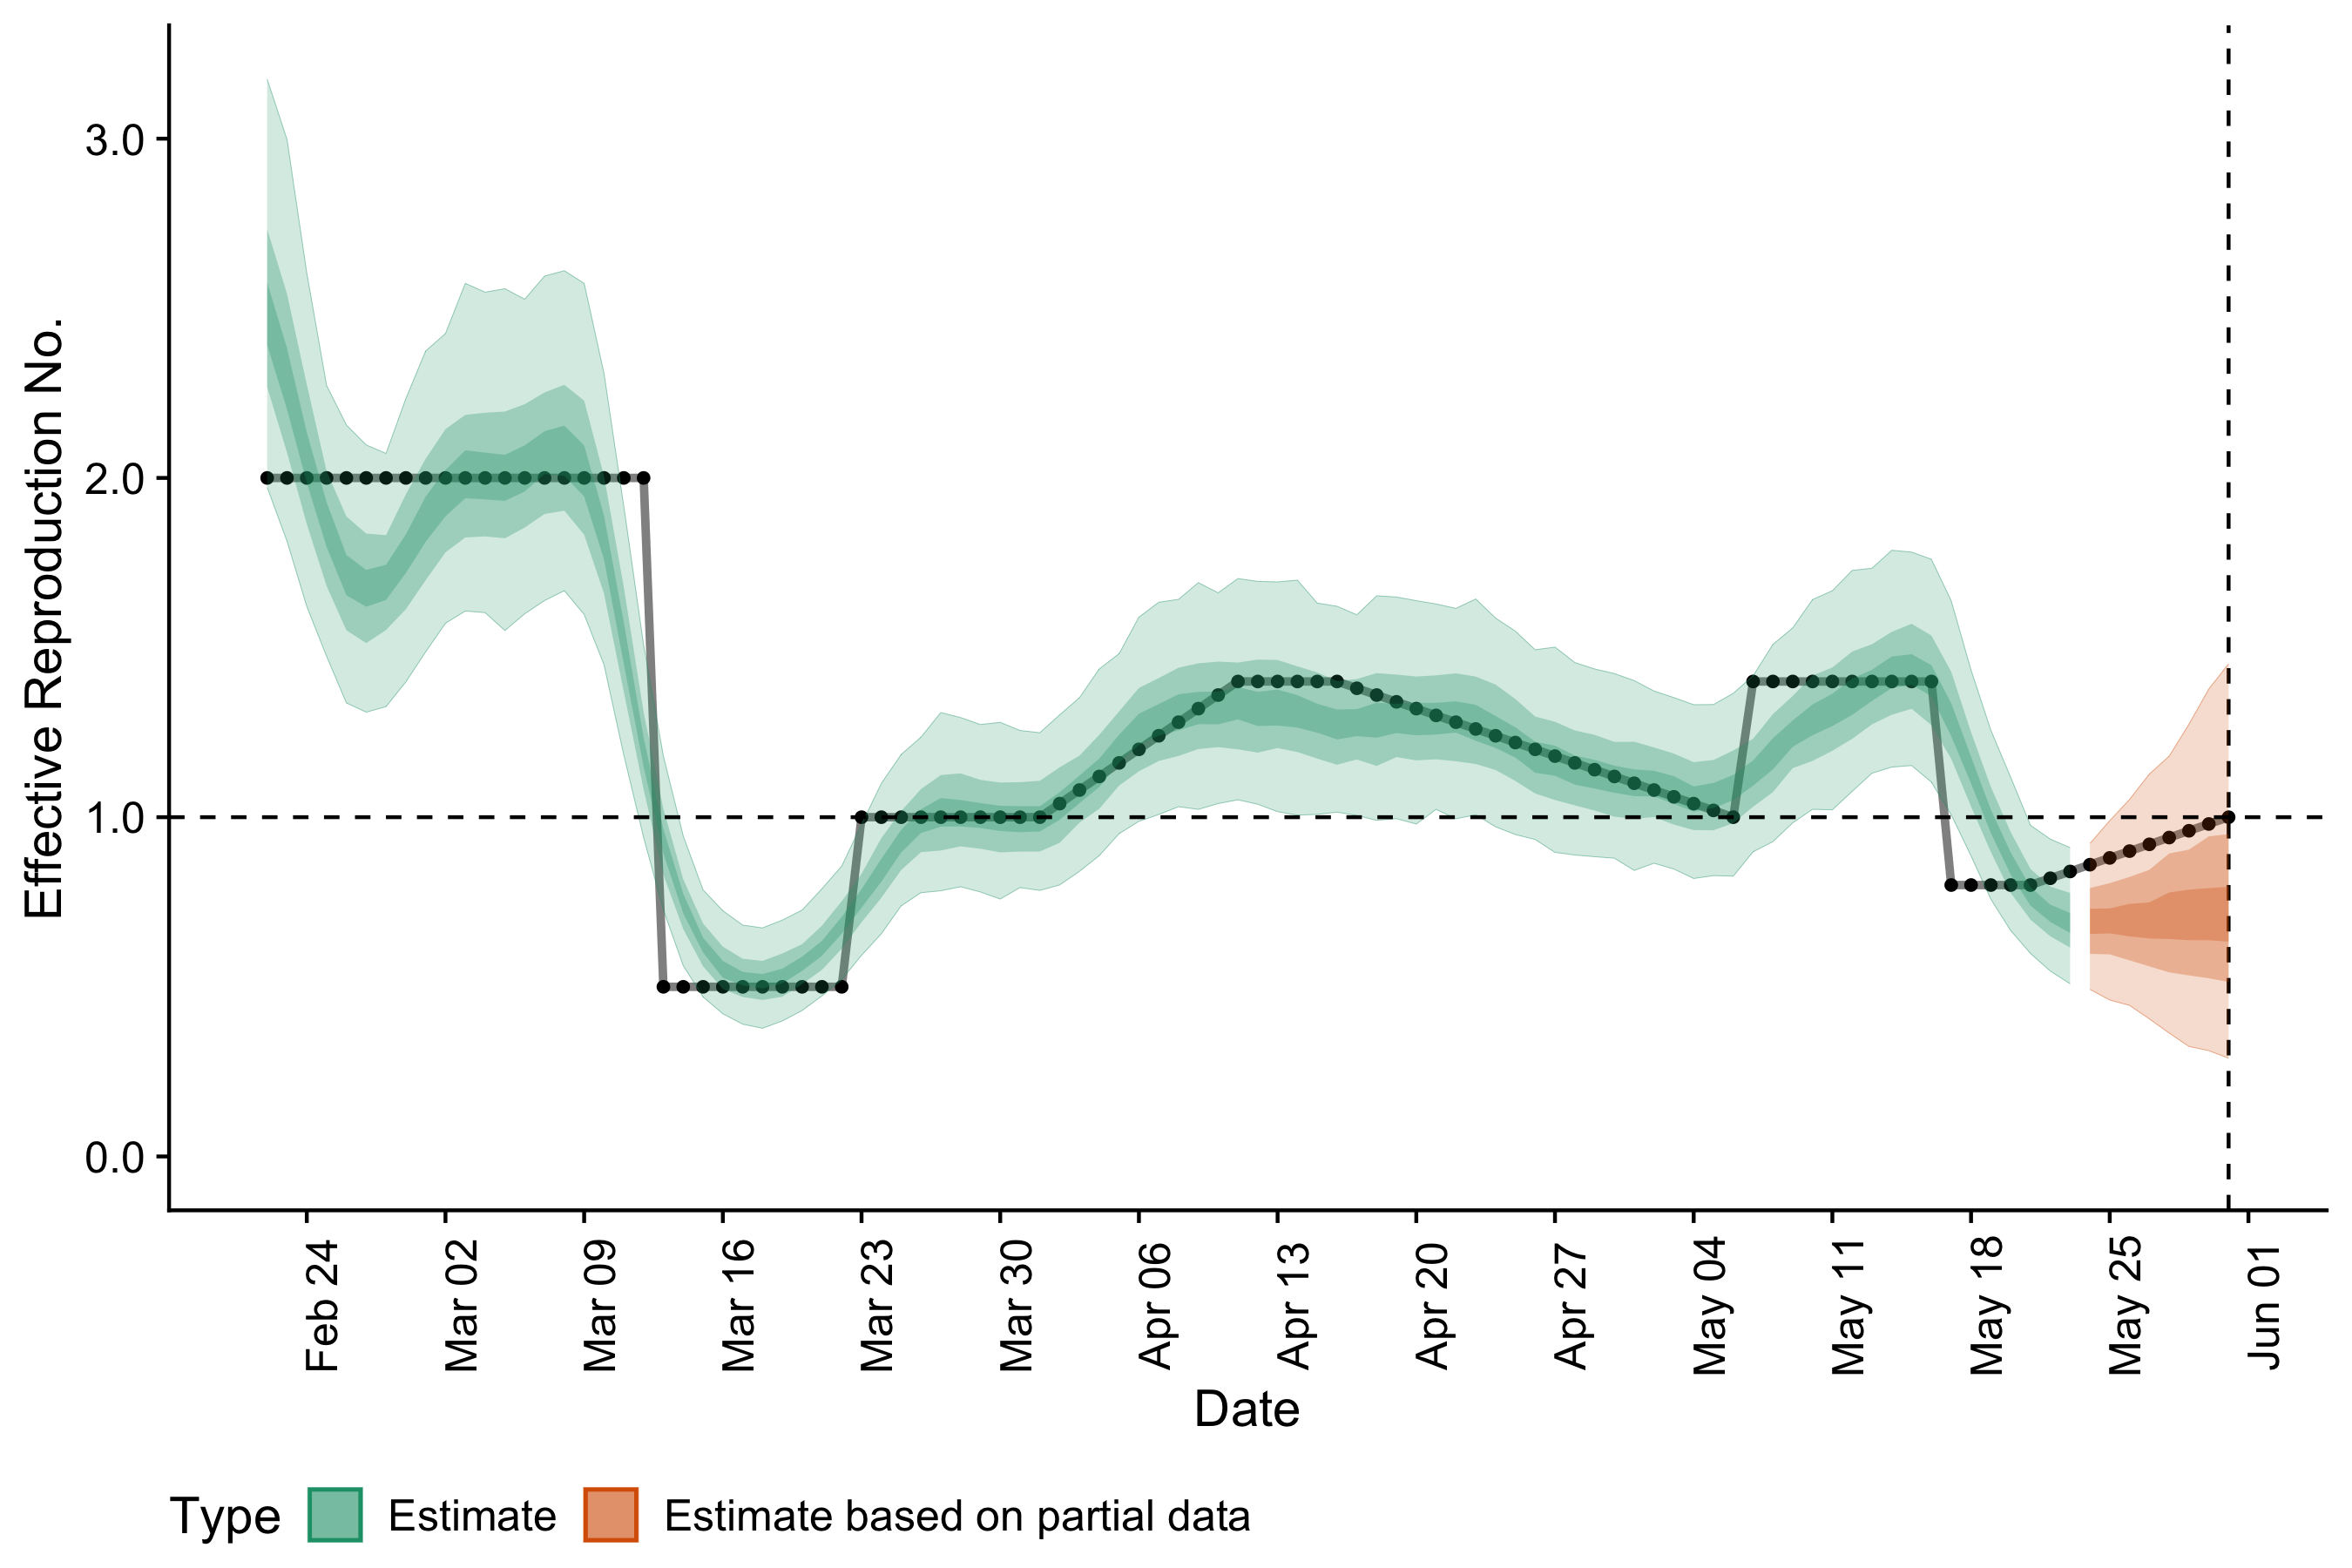 Effective Reproduction No.
3.0
2.0
1.0
0.0
Feb 24
Mar 02
Mar 09
Mar 16
Mar 23
Mar 30
Apr 06
Apr 13
Apr 20
Apr 27
May 04
May 11
May 18
May 25
Jun 01
Date
Type Estimate Estimate based on partial data